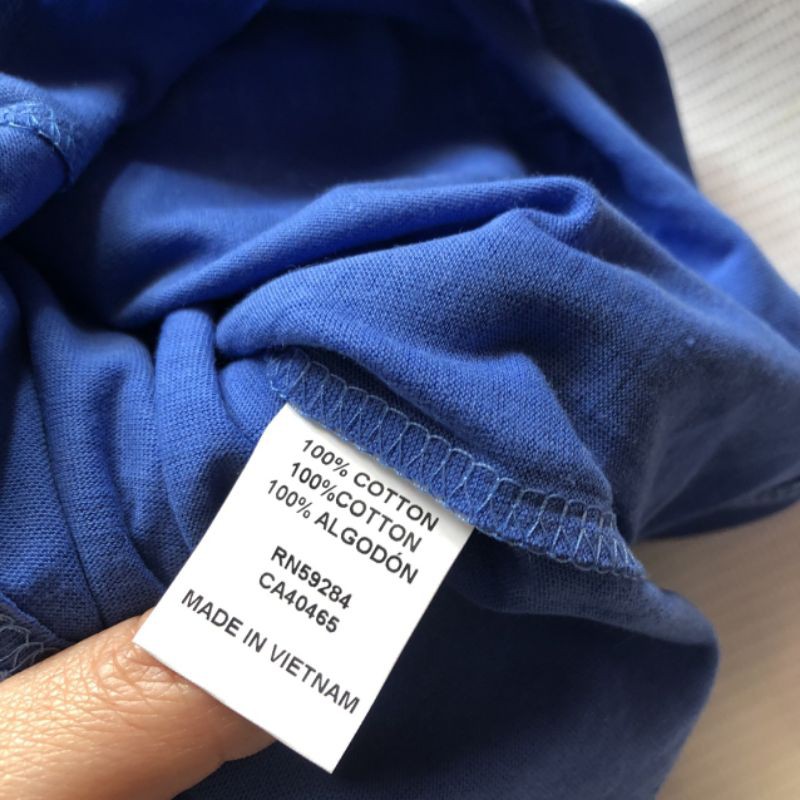 100% COTTON
100%COTTON
100% ALGODÓN
RN59284
CA40465
MADE IN VIETNAM